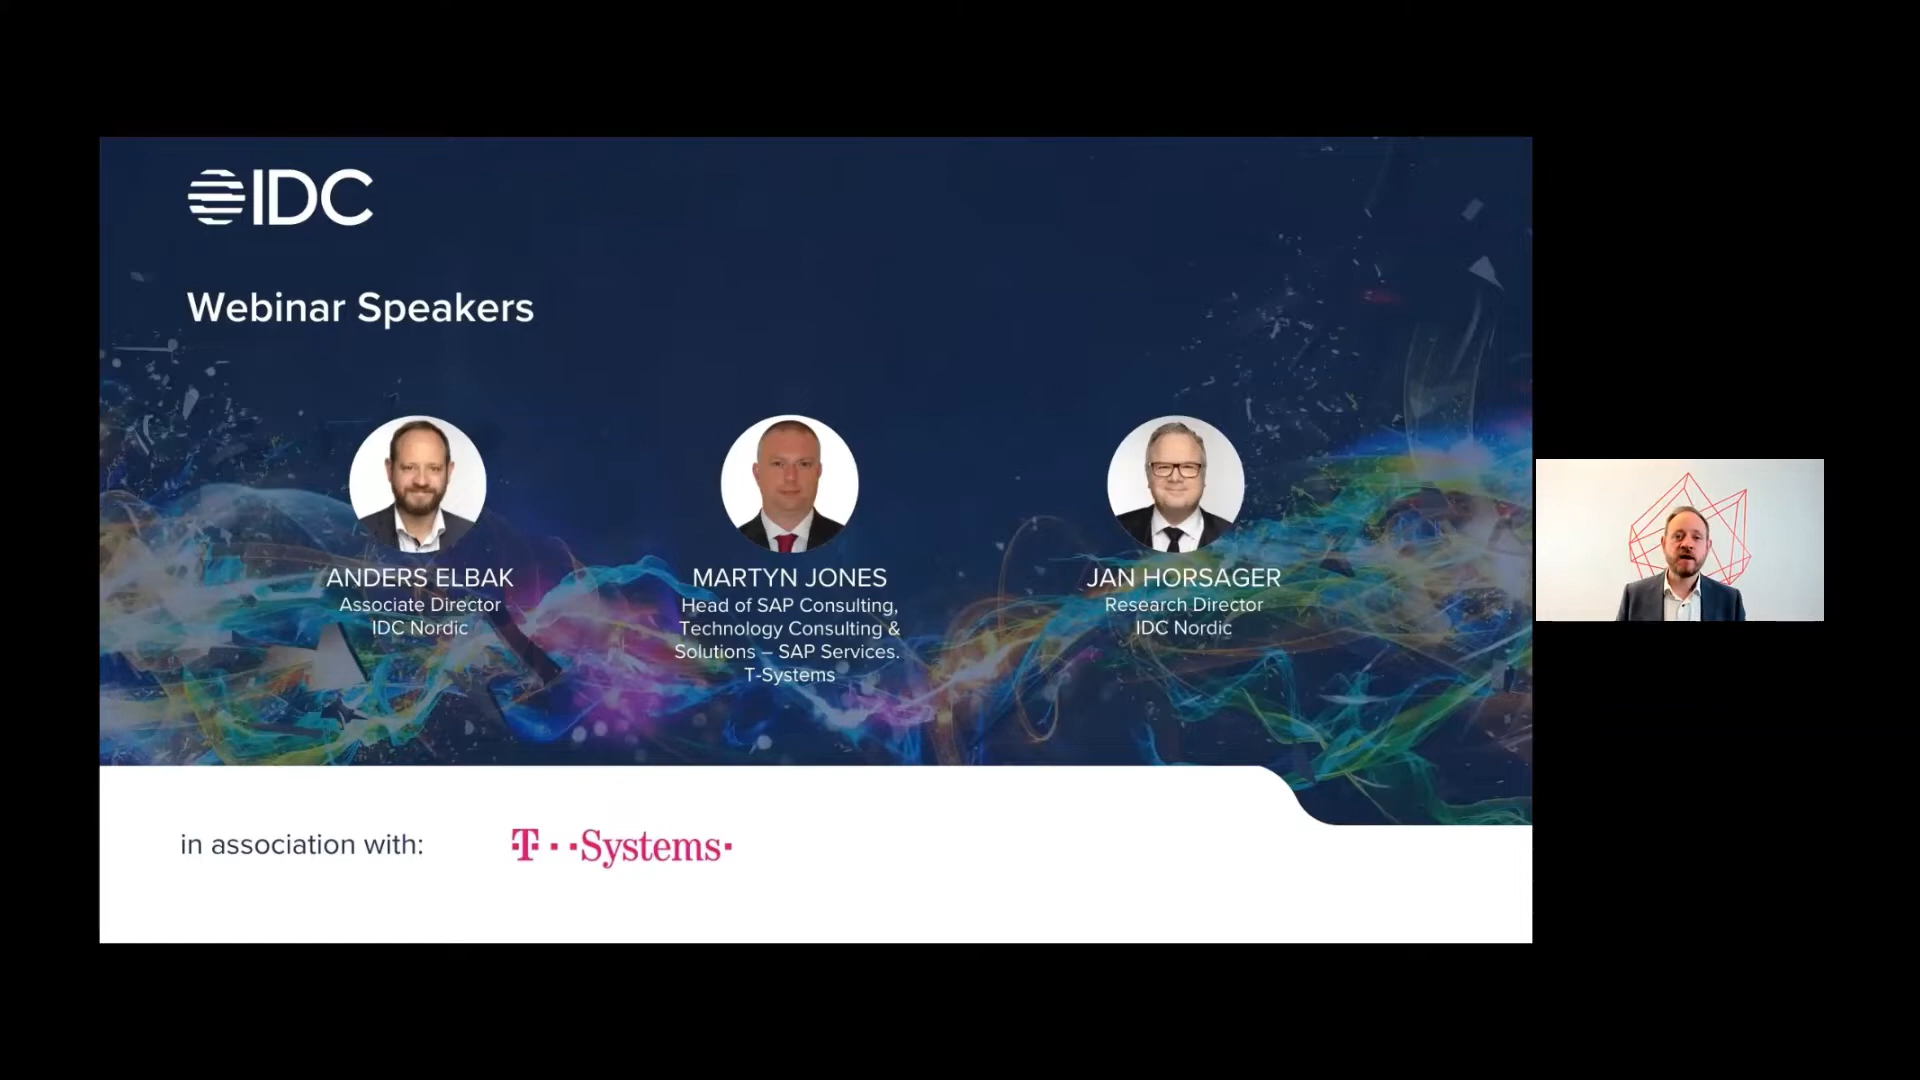 IDC
Webinar Speakers
ANDERS ELBAK
Associate Director
IDC Nordic
MARTYN JONES
Head of SAP Consulting,
Technology Consulting &
Solutions – SAP Services.
T-Systems
JAN HORSAGER
Research Director
IDC Nordic
in association with:
T··Systems·